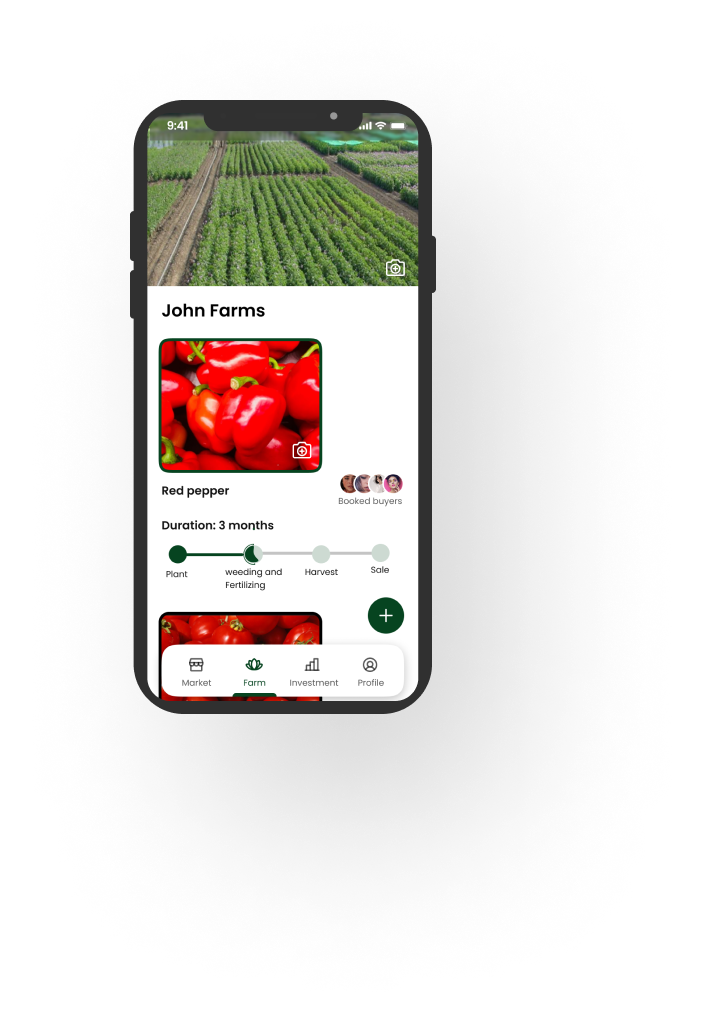 9:41
John Farms
Red pepper
Booked buyers
Duration: 3 months
Plant
weeding and
Fertilizing
Harvest
Sale
Market
Farm
Investment
Profile